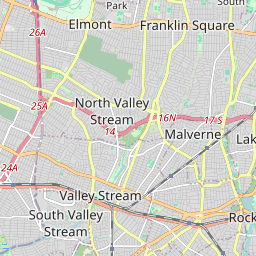 Park
South
Elmont
Franklin Square
26A
25A
North Valley
Stream
14
16N
17 S
Malverne
Lak
24A
Valley Stream
South Valley
Stream
Rock